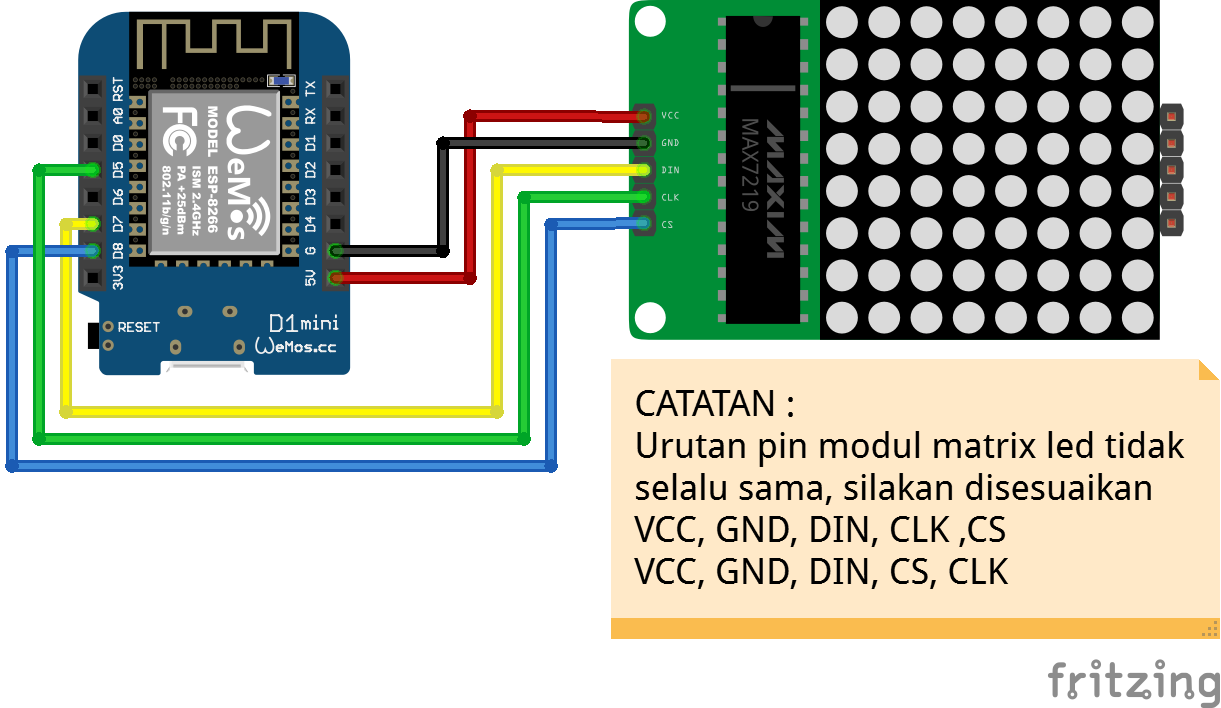 RST
A0
D0
D5
D6
D7
D8
3V3
TX
RX
D1
D2
D3
D4
G
5V
WeMos
MODEL ESP-8266
ISM 2.4GHz
PA +25dBm
802.11b/g/n
FC
RESET
D1mini
WeMos.cc
VCC
GND
DIN
CLK
CS
MAXIM
MAX7219
CATATAN :
Urutan pin modul matrix led tidak
selalu sama, silakan disesuaikan
VCC, GND, DIN, CLK ,CS
VCC, GND, DIN, CS, CLK
fritzing